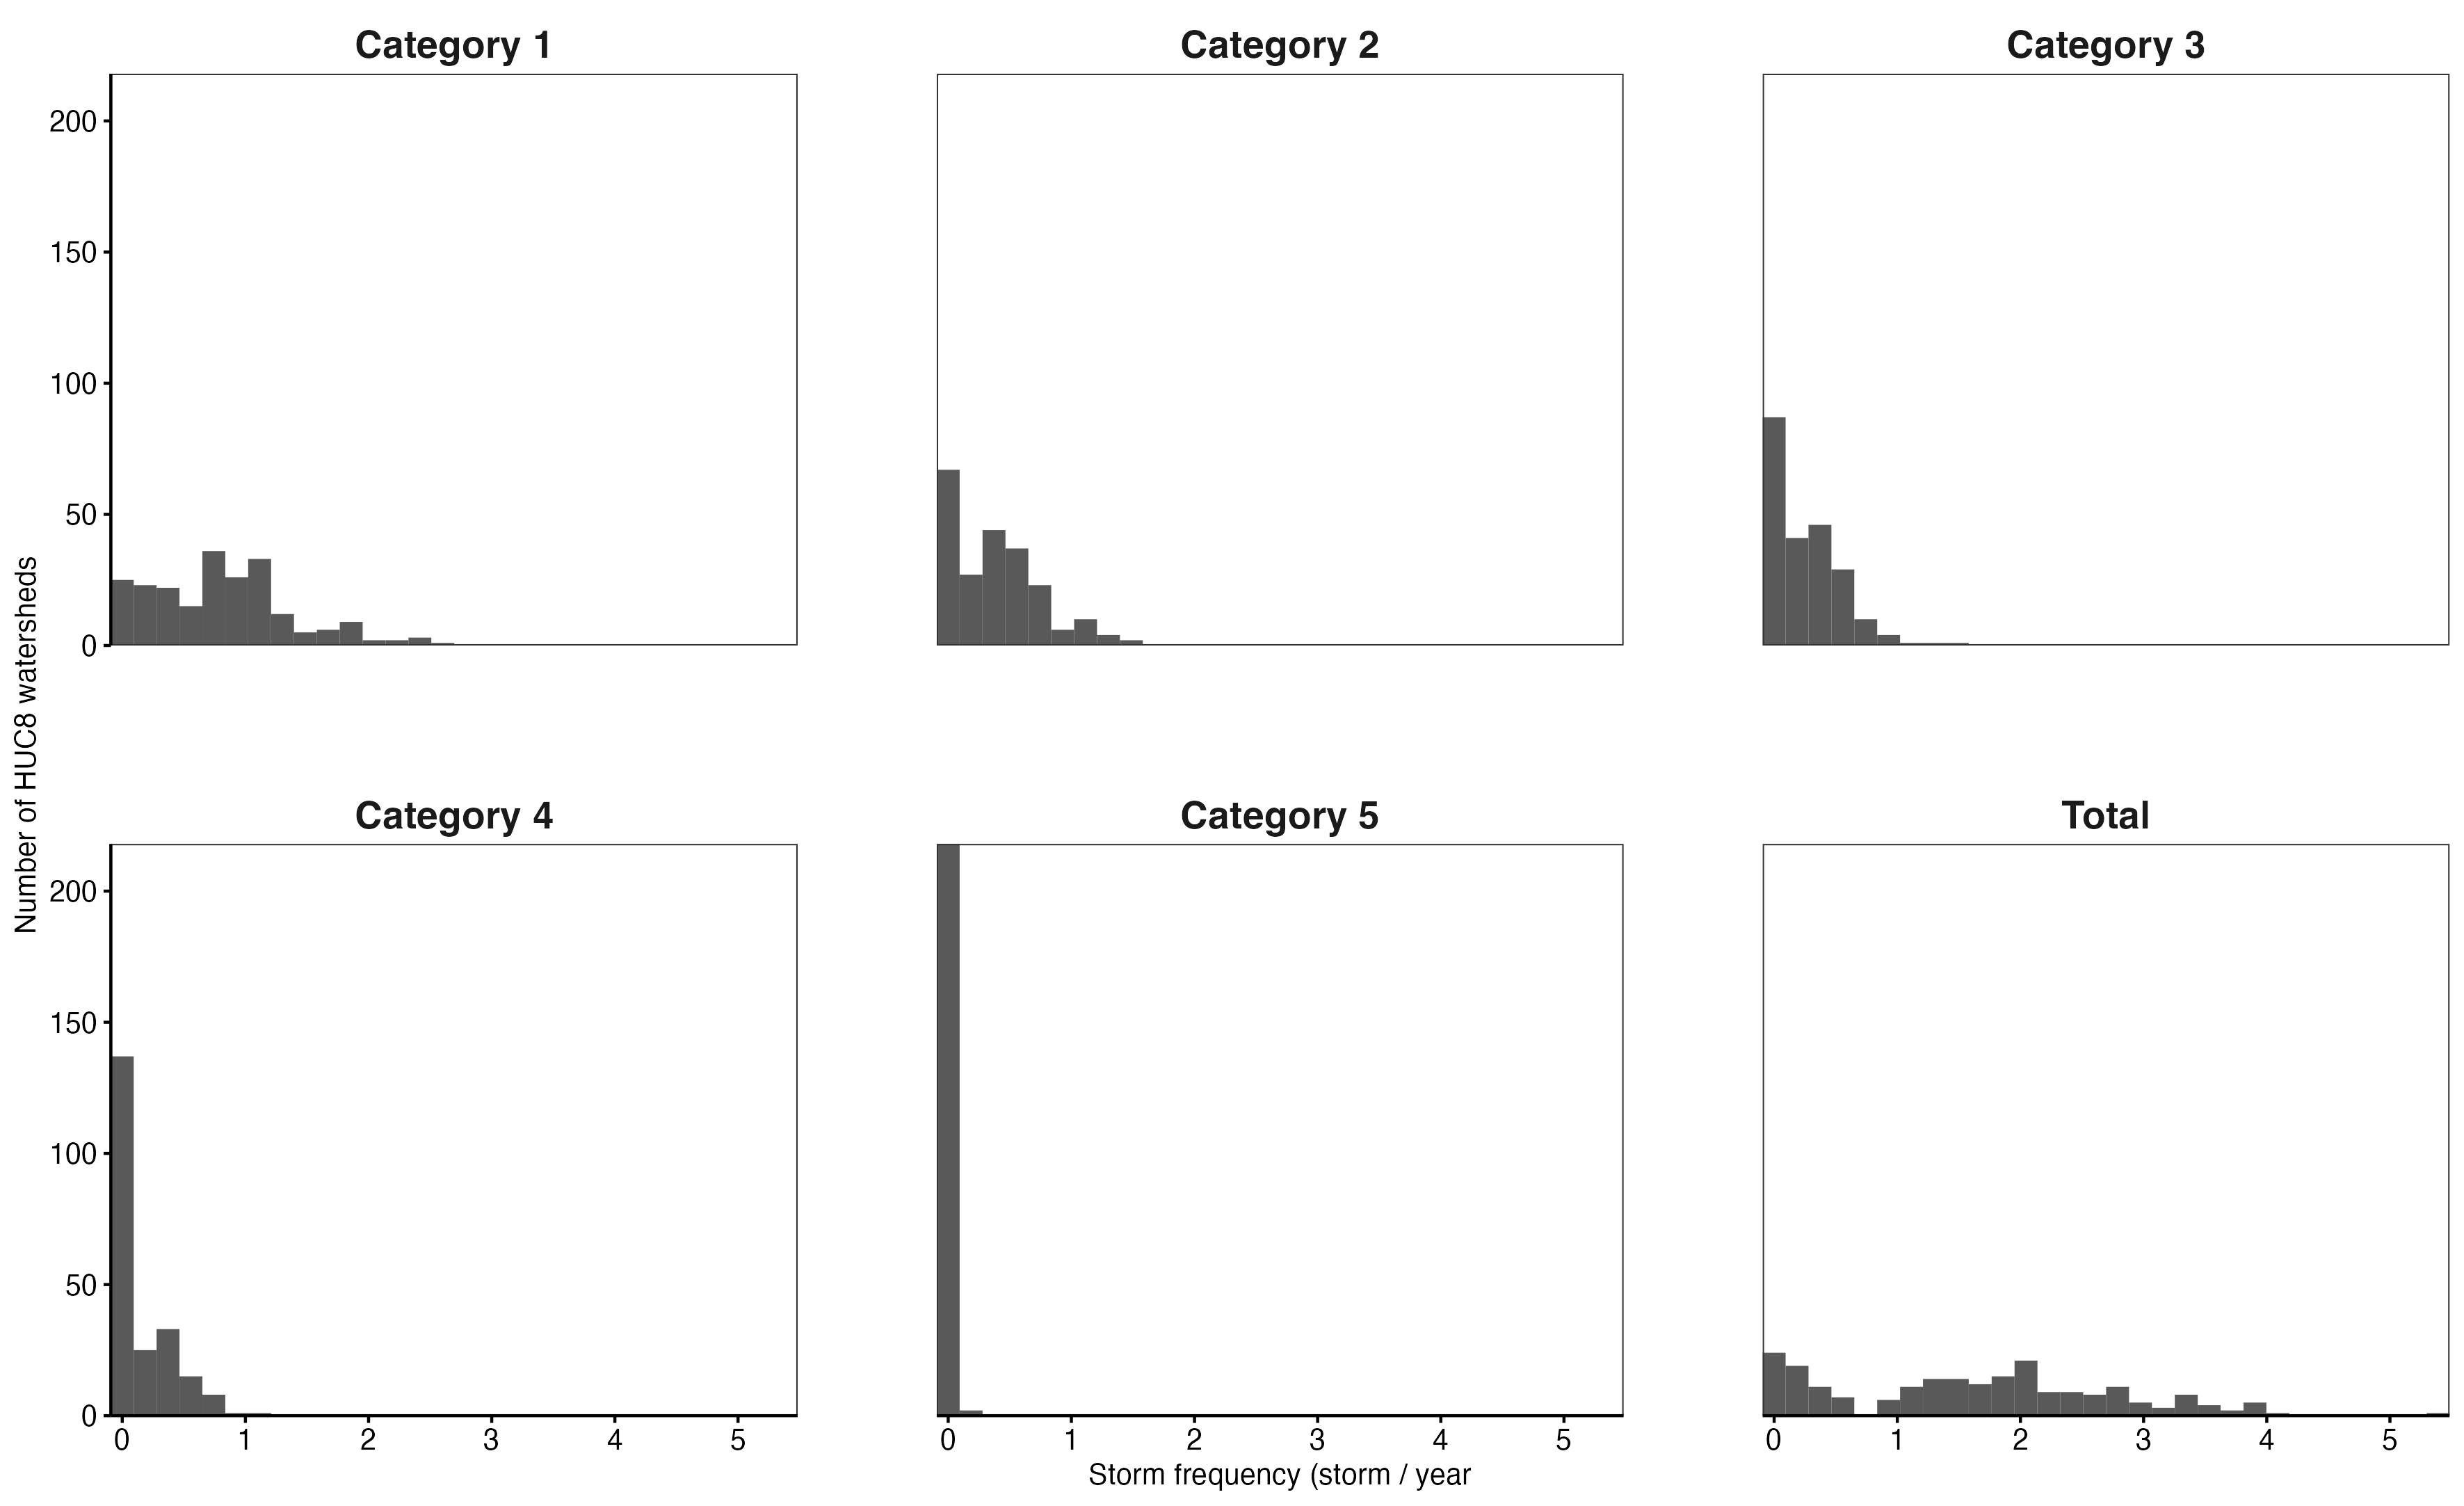 Category 1
Category 2
Category 3
200
150
100
50
0
Number of HUC8 watersheds
Category 4
Category 5
Total
200
150
100
50
0
0 1 2 3 4 5
0 1 2 3 4 5
0 1 2 3 4 5
Storm frequency (storm / year